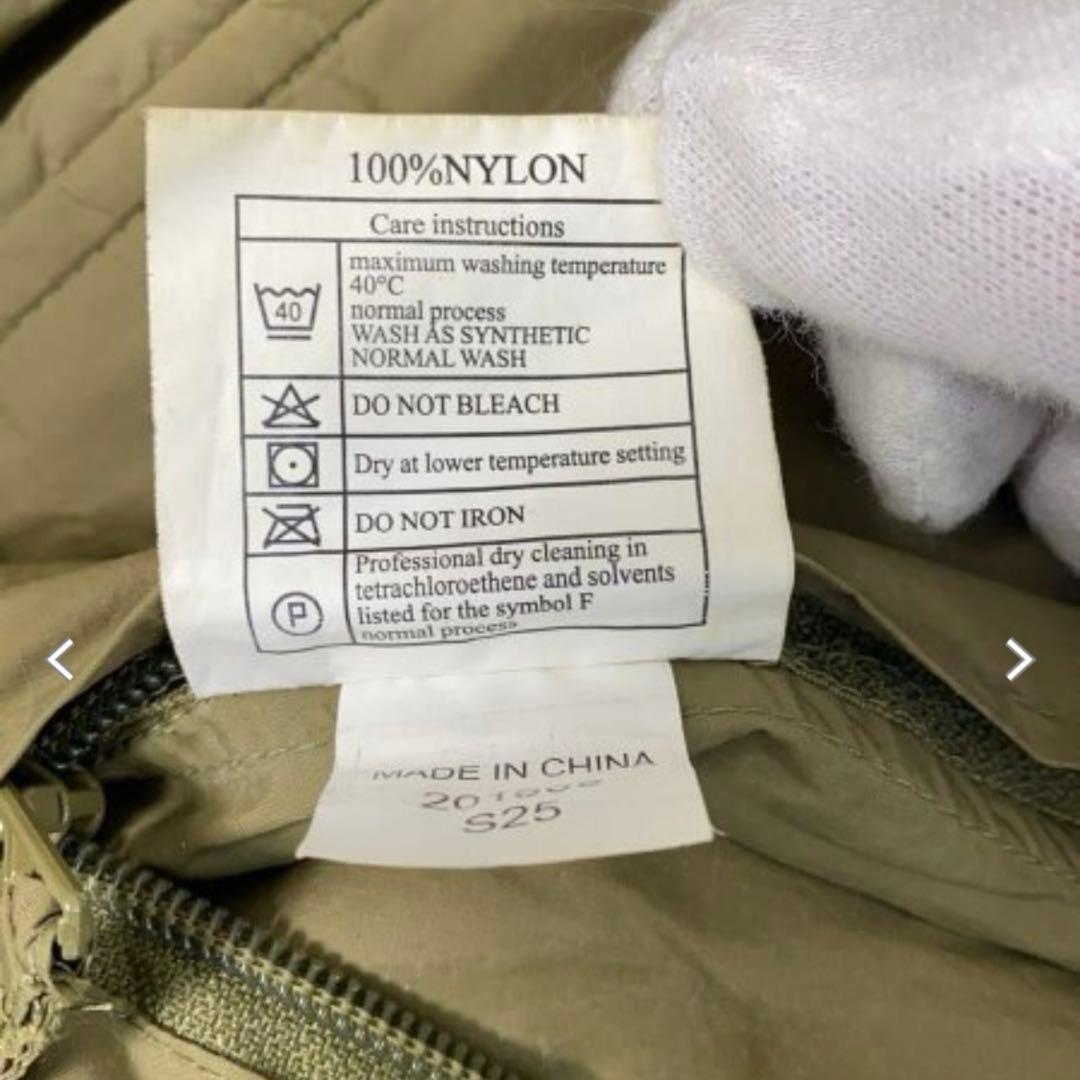 100%NYLON
Care instructions
maximum washing temperature
40
40°C
normal process
WASH AS SYNTHETIC
NORMAL WASH
DO NOT BLEACH
Dry at lower temperature setting
DO NOT IRON
Professional dry cleaning in
tetrachloroethene and solvents
P
listed for the symbol F
normal process
MADE IN CHINA
S25